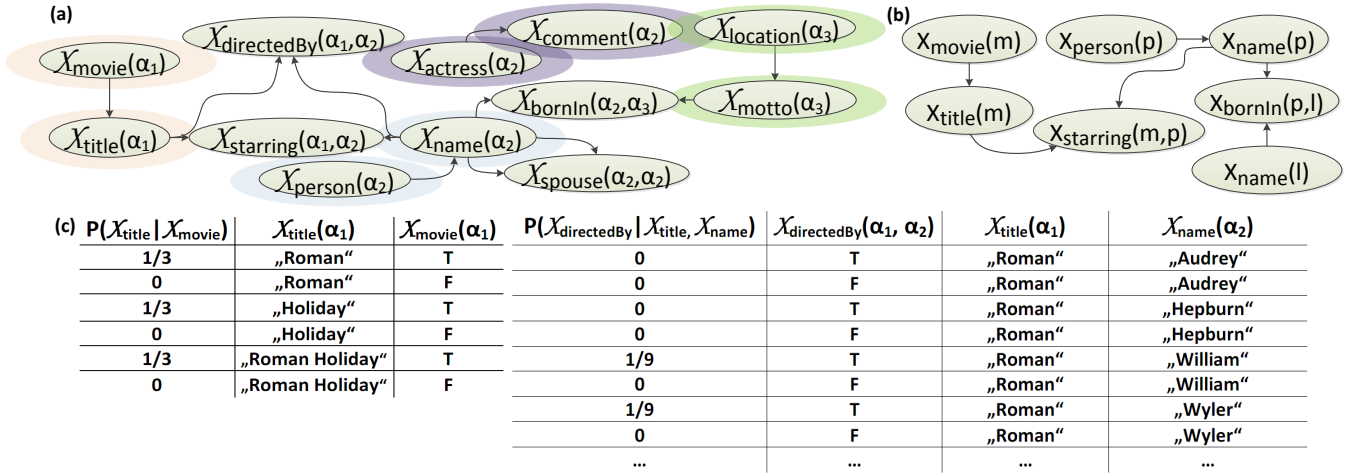 (a)
𝒳movie(α₁)
𝒳directedBy(α₁,α₂)
𝒳comment(α₂)
𝒳actress(α₂)
𝒳location(α₃)
𝒳title(α₁)
𝒳starring(α₁,α₂)
𝒳name(α₂)
𝒳bornIn(α₂,α₃)
𝒳motto(α₃)
𝒳person(α₂)
𝒳spouse(α₂,α₂)
(b)
Xmovie(m)
Xperson(p)
Xname(p)
Xtitle(m)
Xstarring(m,p)
XbornIn(p,l)
Xname(l)
(c)
P(𝒳title|𝒳movie) 𝒳title(α₁) 𝒳movie(α₁)
1/3 „Roman“ T
0 „Roman“ F
1/3 „Holiday“ T
0 „Holiday“ F
1/3 „Roman Holiday“ T
0 „Roman Holiday“ F
P(𝒳directedBy|𝒳title, 𝒳name) 𝒳directedBy(α₁, α₂) 𝒳title(α₁) 𝒳name(α₂)
0 T „Roman“ „Audrey“
0 F „Roman“ „Audrey“
0 T „Roman“ „Hepburn“
0 F „Roman“ „Hepburn“
1/9 T „Roman“ „William“
0 F „Roman“ „William“
1/9 T „Roman“ „Wyler“
0 F „Roman“ „Wyler“
... ... ... ...